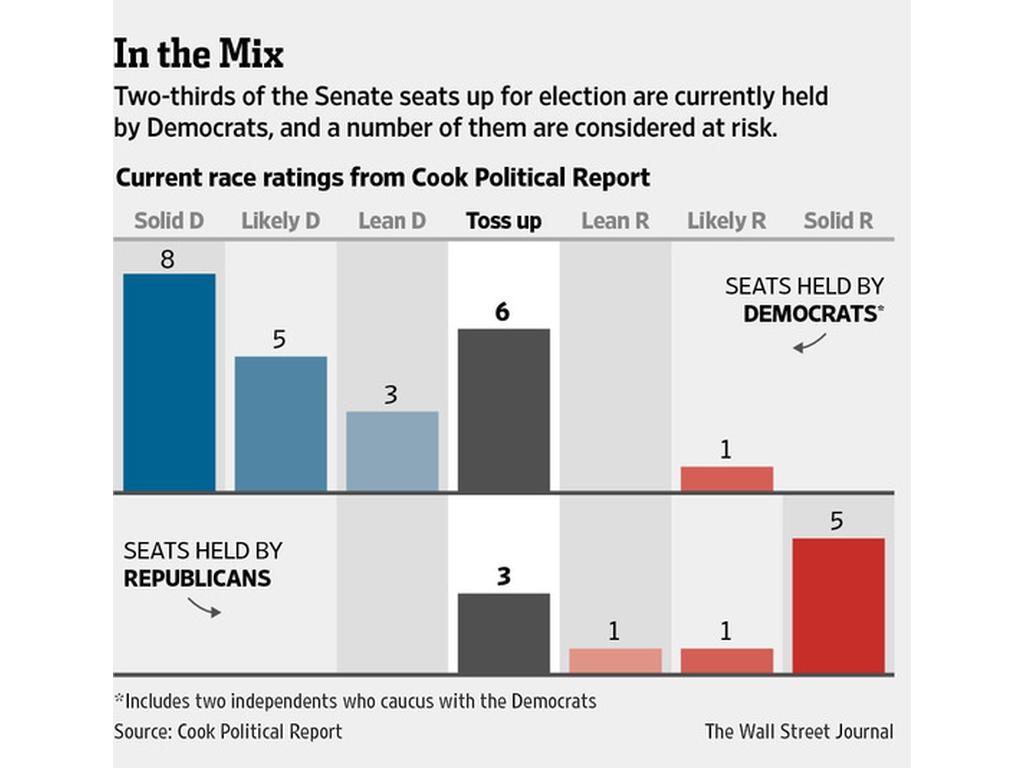 In the Mix
Two-thirds of the Senate seats up for election are currently held
by Democrats, and a number of them are considered at risk.
Current race ratings from Cook Political Report
Solid D Likely D Lean D Toss up Lean R Likely R Solid R
8
5
3
6
1
SEATS HELD BY
DEMOCRATS*
SEATS HELD BY
REPUBLICANS
3
1
1
5
*Includes two independents who caucus with the Democrats
Source: Cook Political Report
The Wall Street Journal